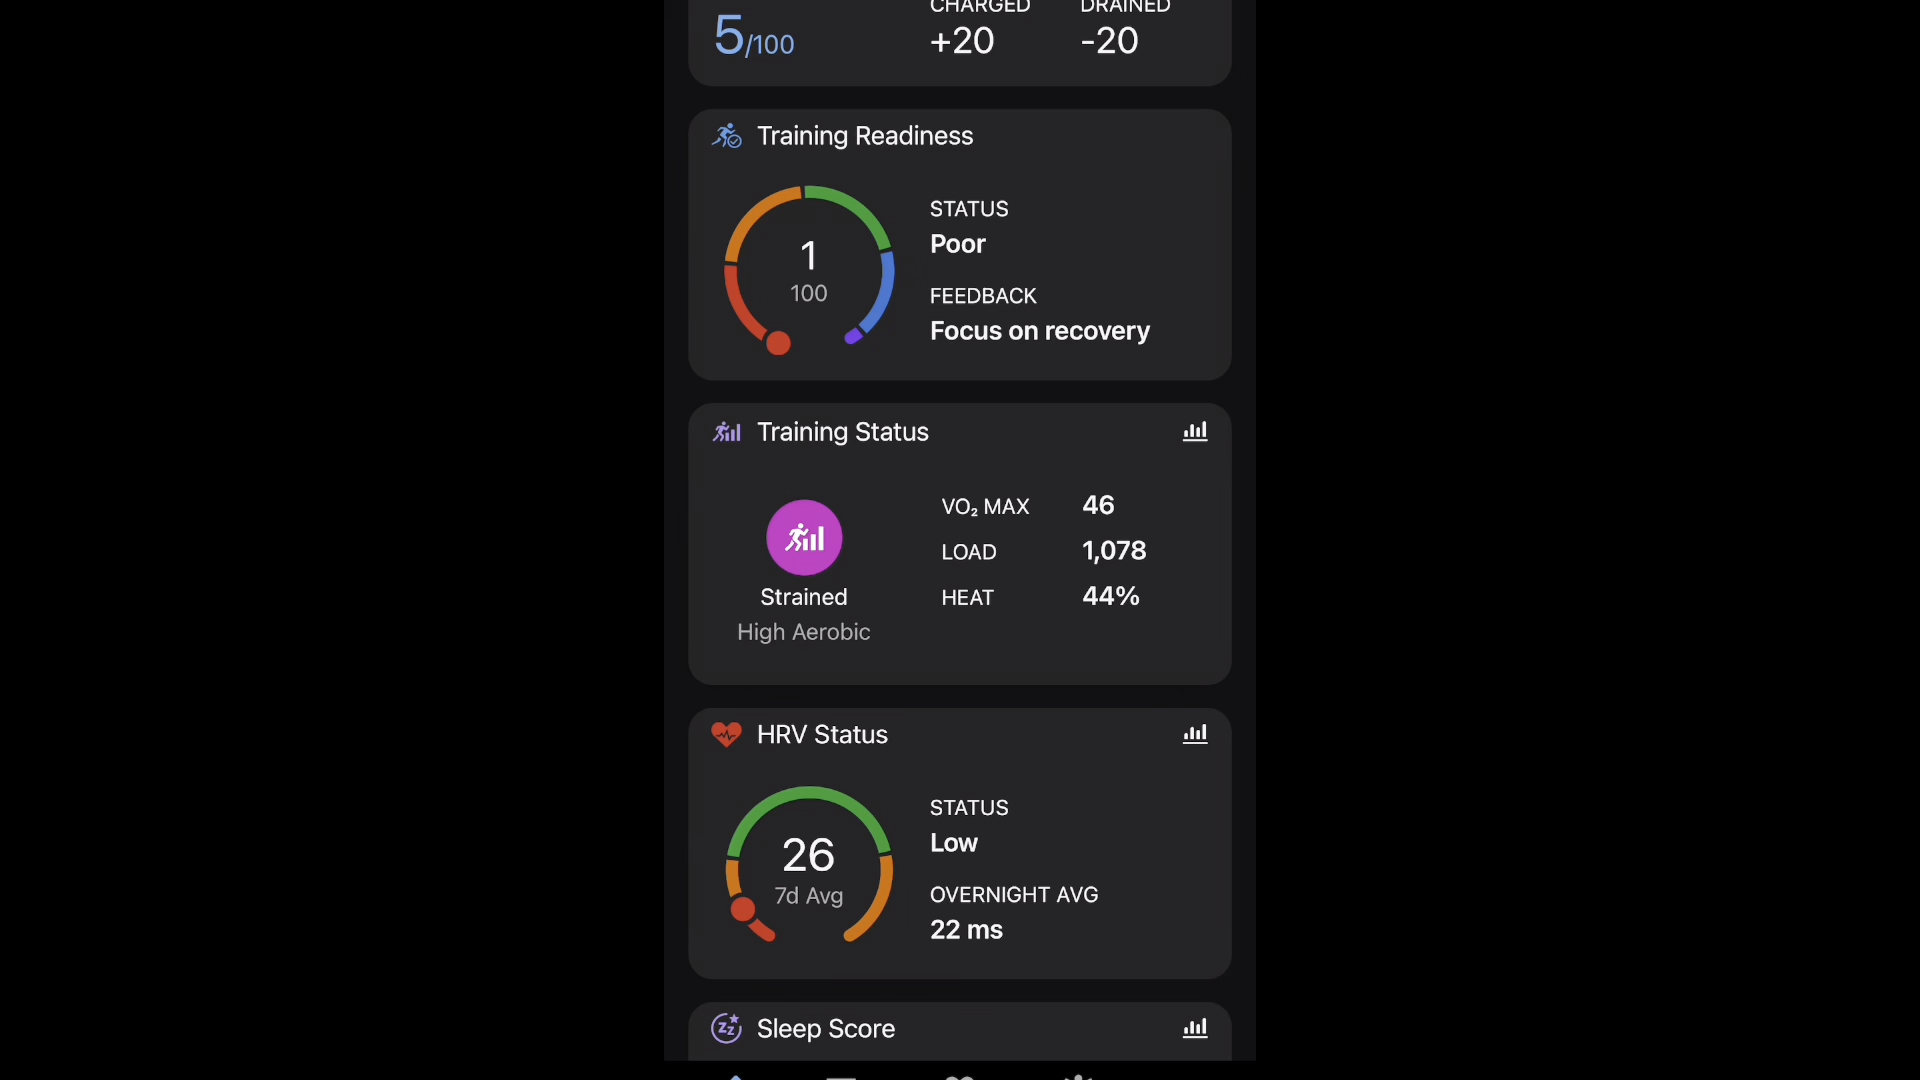 CHARGED DRAINED
5/100 +20 -20
Training Readiness
1
100
STATUS
Poor
FEEDBACK
Focus on recovery
Training Status
Strained
High Aerobic
VO₂ MAX 46
LOAD 1,078
HEAT 44%
HRV Status
26
7d Avg
STATUS
Low
OVERNIGHT AVG
22 ms
zz Sleep Score